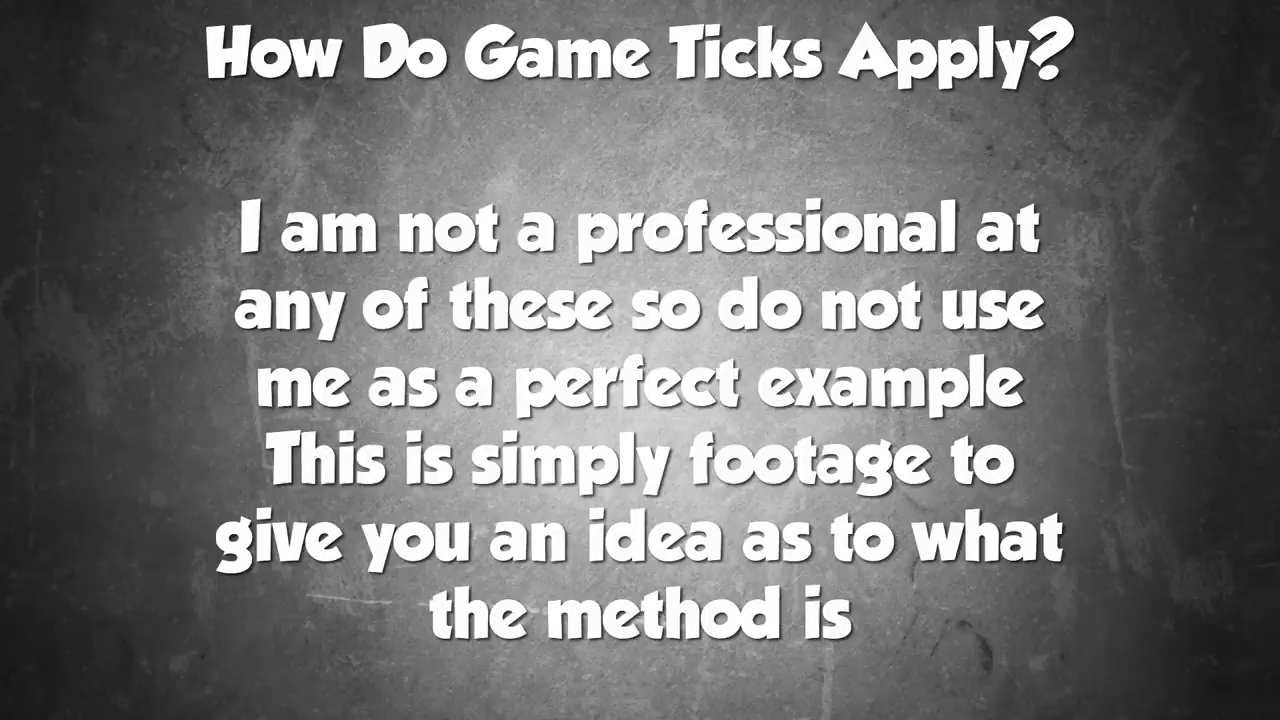 How Do Game Ticks Apply?
I am not a professional at
any of these so do not use
me as a perfect example
This is simply footage to
give you an idea as to what
the method is